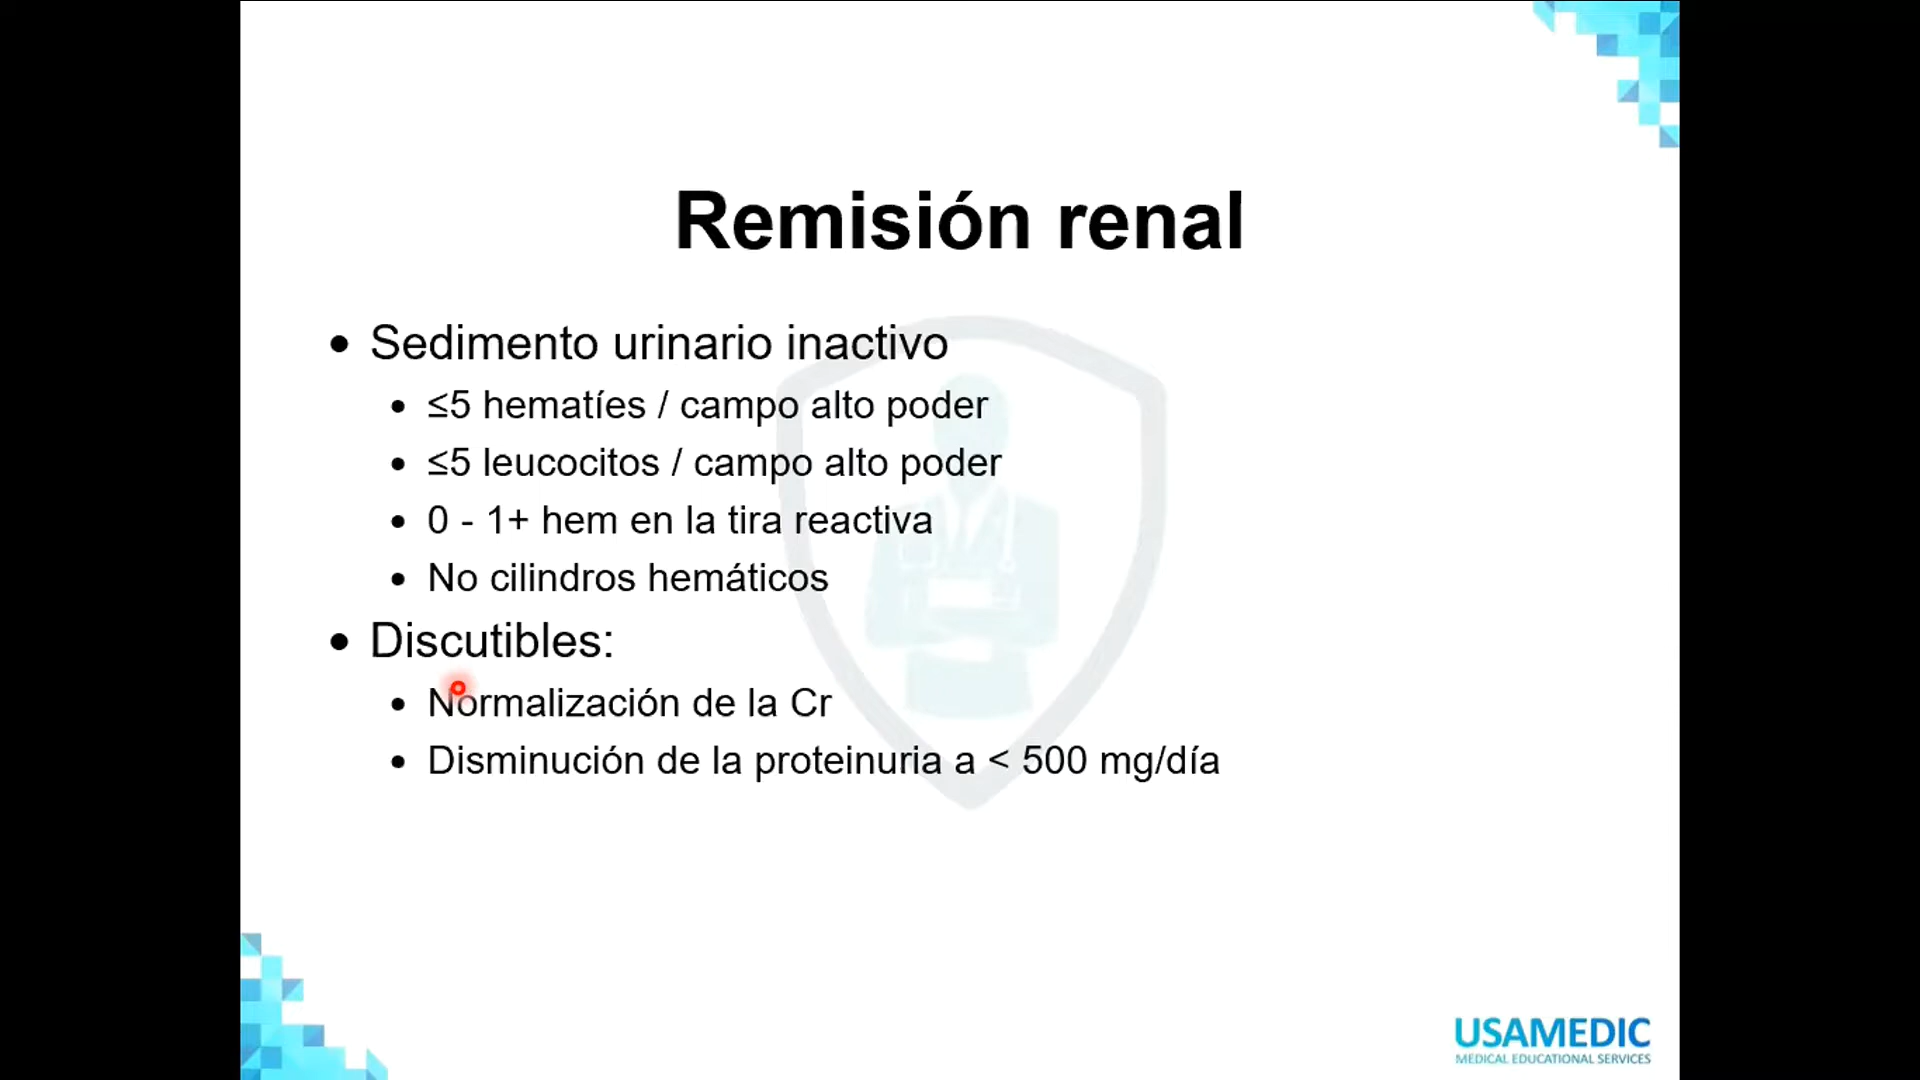 Remisión renal
• Sedimento urinario inactivo
• ≤5 hematíes / campo alto poder
• ≤5 leucocitos / campo alto poder
• 0 - 1+ hem en la tira reactiva
• No cilindros hemáticos
• Discutibles:
• Normalización de la Cr
• Disminución de la proteinuria a < 500 mg/día
USAMEDIC
MEDICAL EDUCATIONAL SERVICES